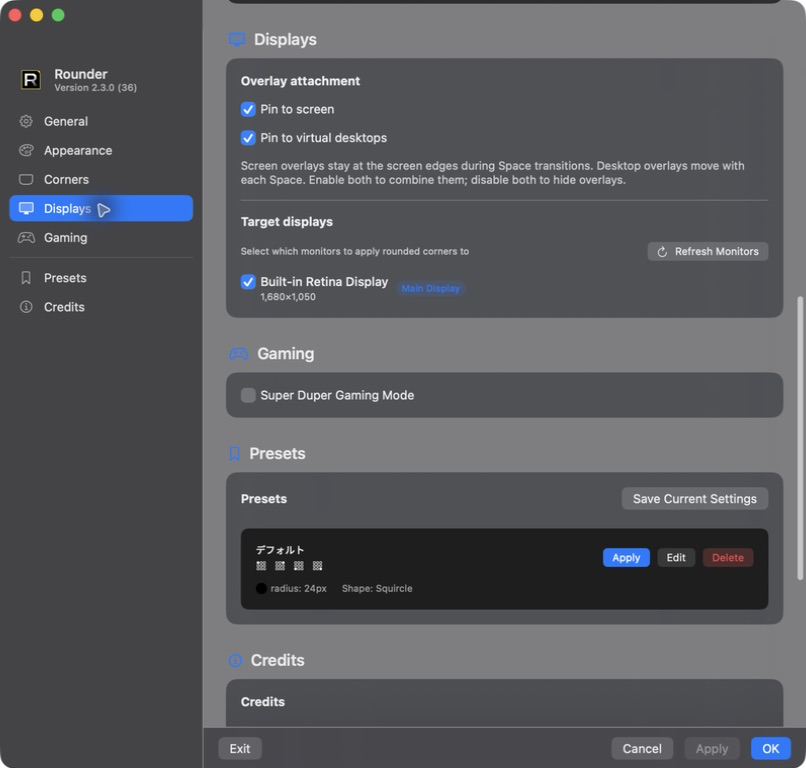 Rounder
Version 2.3.0 (36)
General
Appearance
Corners
Displays
Gaming
Presets
Credits
Displays
Overlay attachment
Pin to screen
Pin to virtual desktops
Screen overlays stay at the screen edges during Space transitions. Desktop overlays move with
each Space. Enable both to combine them; disable both to hide overlays.
Target displays
Select which monitors to apply rounded corners to
Refresh Monitors
Built-in Retina Display
Main Display
1,680×1,050
Gaming
Super Duper Gaming Mode
Presets
Presets
Save Current Settings
デフォルト
Apply
Edit
Delete
radius: 24px
Shape: Squircle
Credits
Credits
Exit
Cancel
Apply
OK